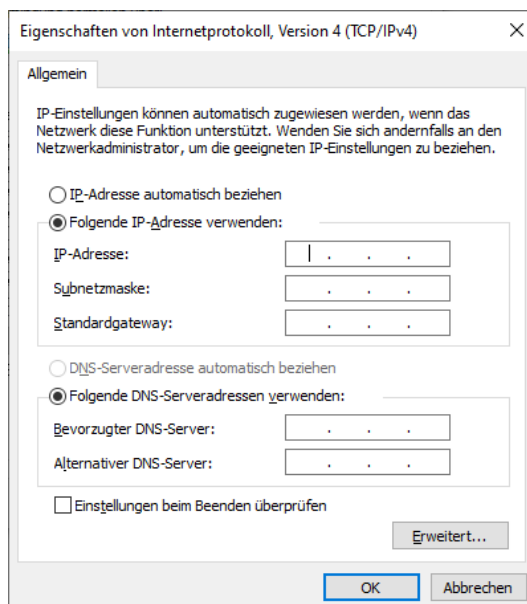 Eigenschaften von Internetprotokoll, Version 4 (TCP/IPv4)
Allgemein
IP-Einstellungen können automatisch zugewiesen werden, wenn das
Netzwerk diese Funktion unterstützt. Wenden Sie sich andernfalls an den
Netzwerkadministrator, um die geeigneten IP-Einstellungen zu beziehen.
IP-Adresse automatisch beziehen
Folgende IP-Adresse verwenden:
IP-Adresse: . . .
Subnetzmaske: . . .
Standardgateway: . . .
DNS-Serveradresse automatisch beziehen
Folgende DNS-Serveradressen verwenden:
Bevorzugter DNS-Server: . . .
Alternativer DNS-Server: . . .
Einstellungen beim Beenden überprüfen
Erweitert...
OK Abbrechen